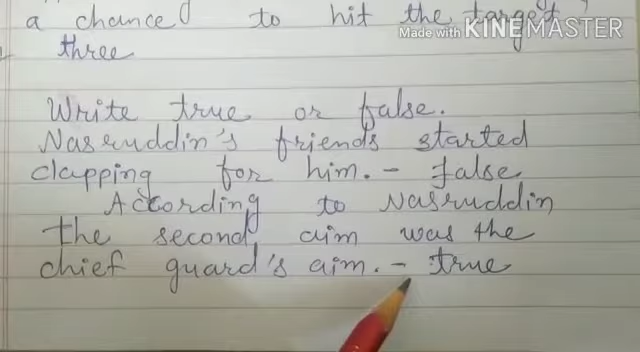 a chance to hit the target
Made with KINEMASTER
three
Write true or false.
Nasruddin's friends started
clapping for him. - false
According to Nasruddin
the second aim was the
chief guard's aim. - true